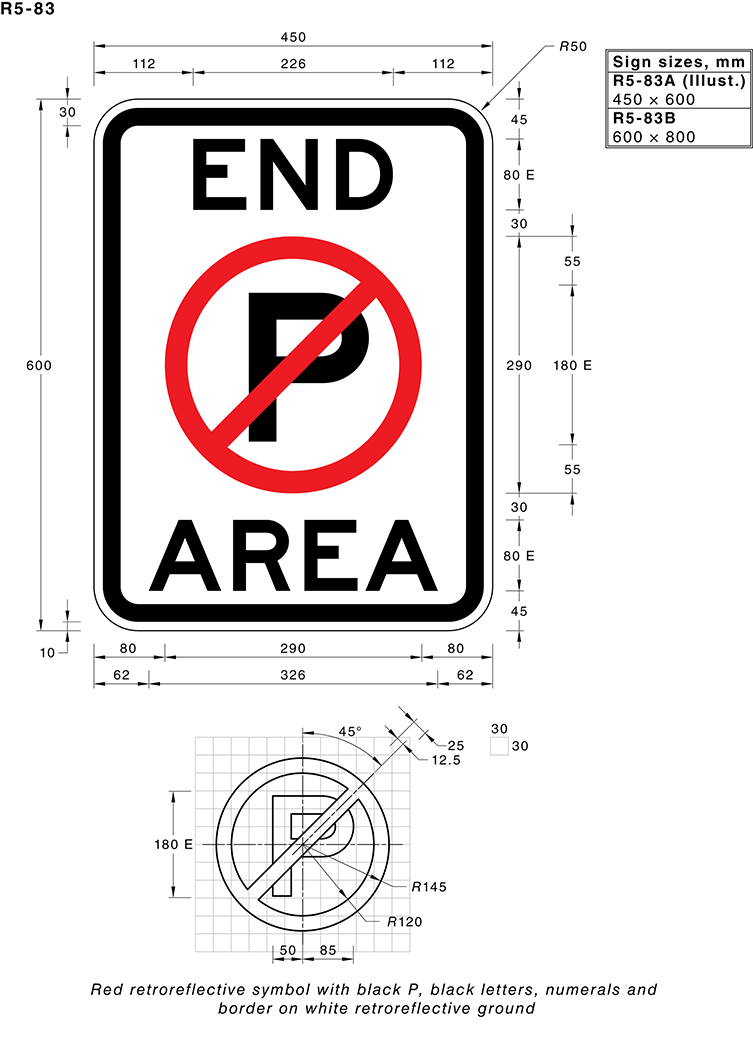 R5-83
450
112 226 112
R50
Sign sizes, mm
R5-83A (Illust.)
450 × 600
R5-83B
600 × 800
30
45
END
80 E
30
55
P
600
290
180 E
55
30
AREA
80 E
45
10
80 290 80
62 326 62
45°
25
12.5
30
30
P
180 E
R145
R120
50 85
Red retroreflective symbol with black P, black letters, numerals and
border on white retroreflective ground